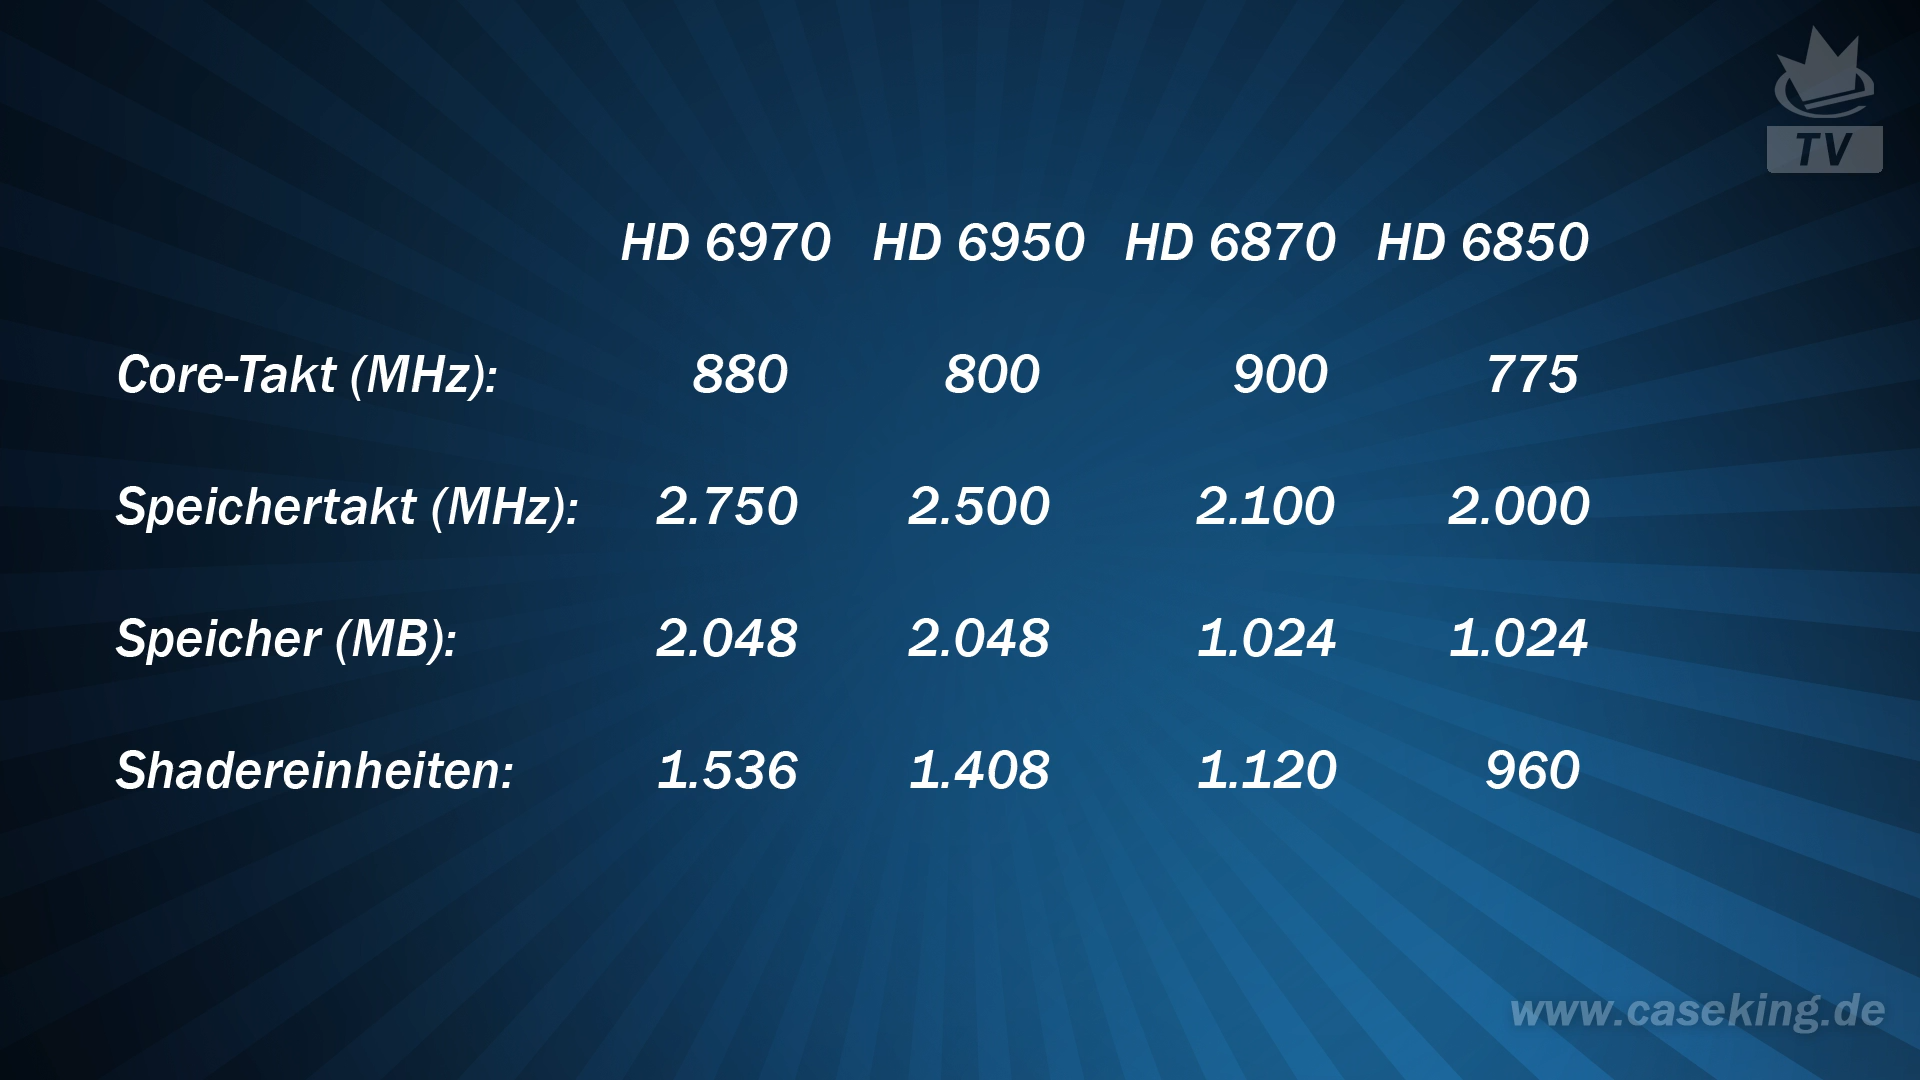 TV
HD 6970 HD 6950 HD 6870 HD 6850
Core-Takt (MHz): 880 800 900 775
Speichertakt (MHz): 2.750 2.500 2.100 2.000
Speicher (MB): 2.048 2.048 1.024 1.024
Shadereinheiten: 1.536 1.408 1.120 960
www.caseking.de